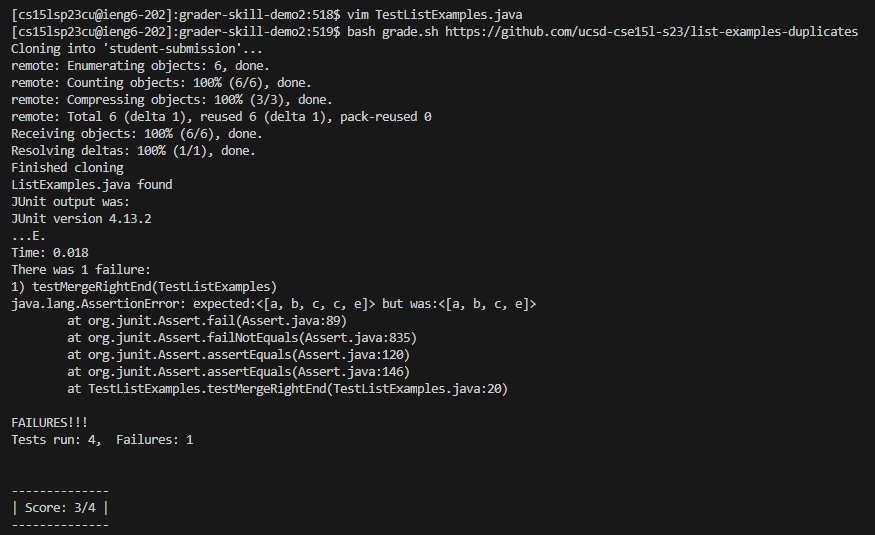 [cs15lsp23cu@ieng6-202]:grader-skill-demo2:518$ vim TestListExamples.java
[cs15lsp23cu@ieng6-202]:grader-skill-demo2:519$ bash grade.sh https://github.com/ucsd-cse15l-s23/list-examples-duplicates
Cloning into 'student-submission'...
remote: Enumerating objects: 6, done.
remote: Counting objects: 100% (6/6), done.
remote: Compressing objects: 100% (3/3), done.
remote: Total 6 (delta 1), reused 6 (delta 1), pack-reused 0
Receiving objects: 100% (6/6), done.
Resolving deltas: 100% (1/1), done.
Finished cloning
ListExamples.java found
JUnit output was:
JUnit version 4.13.2
...E.
Time: 0.018
There was 1 failure:
1) testMergeRightEnd(TestListExamples)
java.lang.AssertionError: expected:<[a, b, c, c, e]> but was:<[a, b, c, e]>
        at org.junit.Assert.fail(Assert.java:89)
        at org.junit.Assert.failNotEquals(Assert.java:835)
        at org.junit.Assert.assertEquals(Assert.java:120)
        at org.junit.Assert.assertEquals(Assert.java:146)
        at TestListExamples.testMergeRightEnd(TestListExamples.java:20)

FAILURES!!!
Tests run: 4,  Failures: 1


--------------
| Score: 3/4 |
--------------